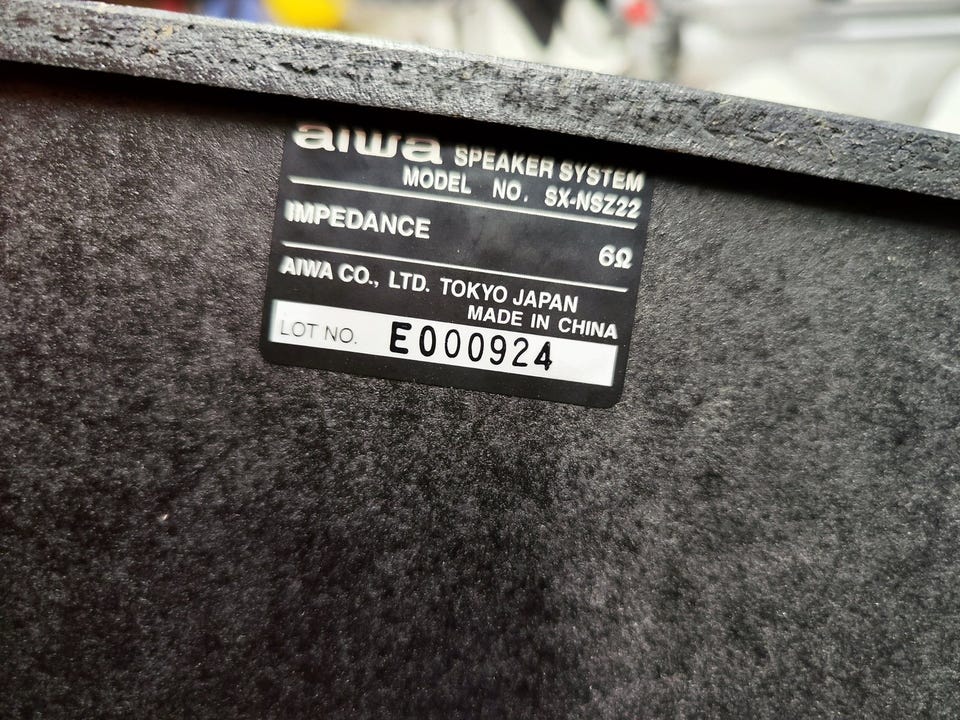 aiwa SPEAKER SYSTEM
MODEL NO. SX-NSZ22
IMPEDANCE 6Ω
AIWA CO., LTD. TOKYO JAPAN
MADE IN CHINA
LOT NO. E000924